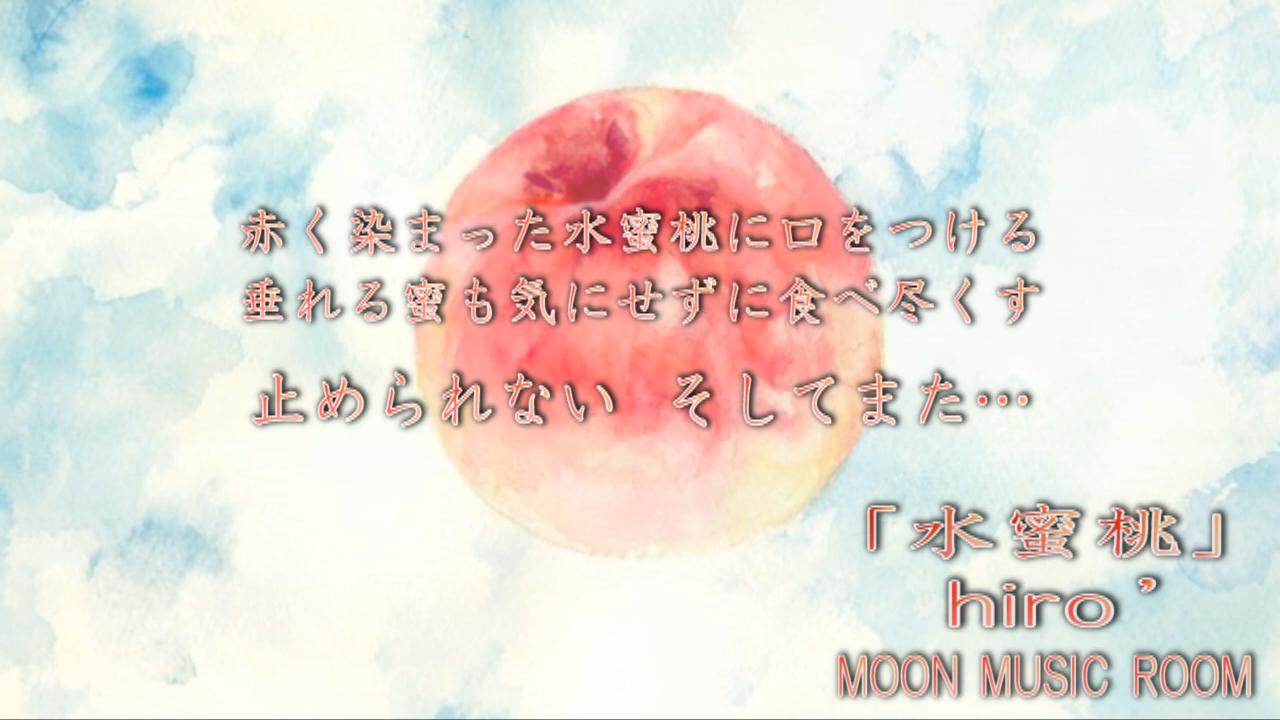 赤く染まった水蜜桃に口をつける
垂れる蜜も気にせずに食べ尽くす
止められない　そしてまた…
「水蜜桃」
hiro’
MOON MUSIC ROOM